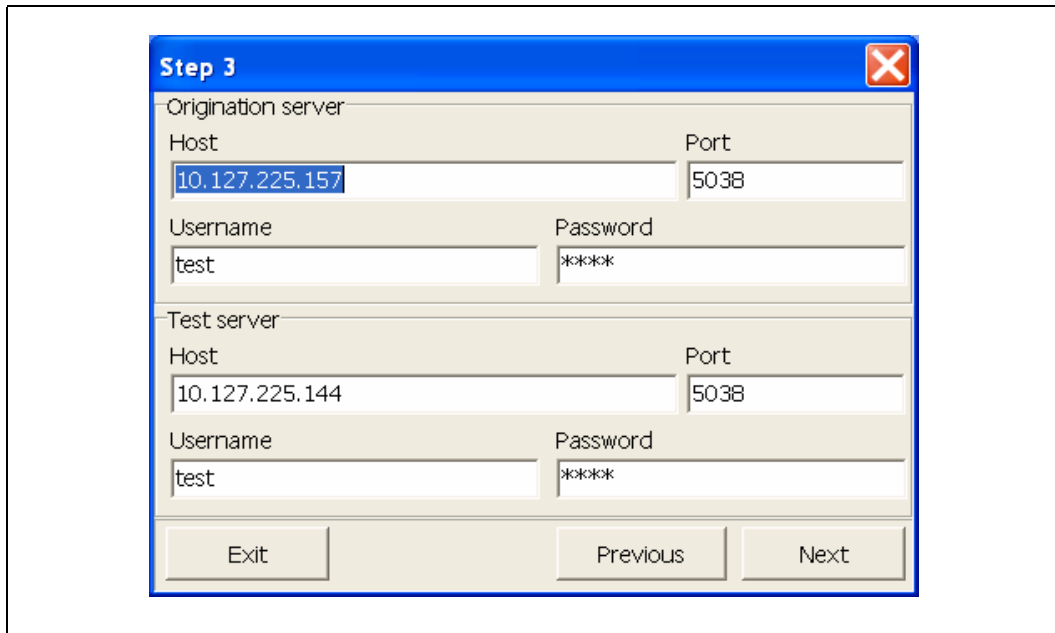 Step 3
Origination server
Host Port
10.127.225.157 5038
Username Password
test ****
Test server
Host Port
10.127.225.144 5038
Username Password
test ****
Exit Previous Next